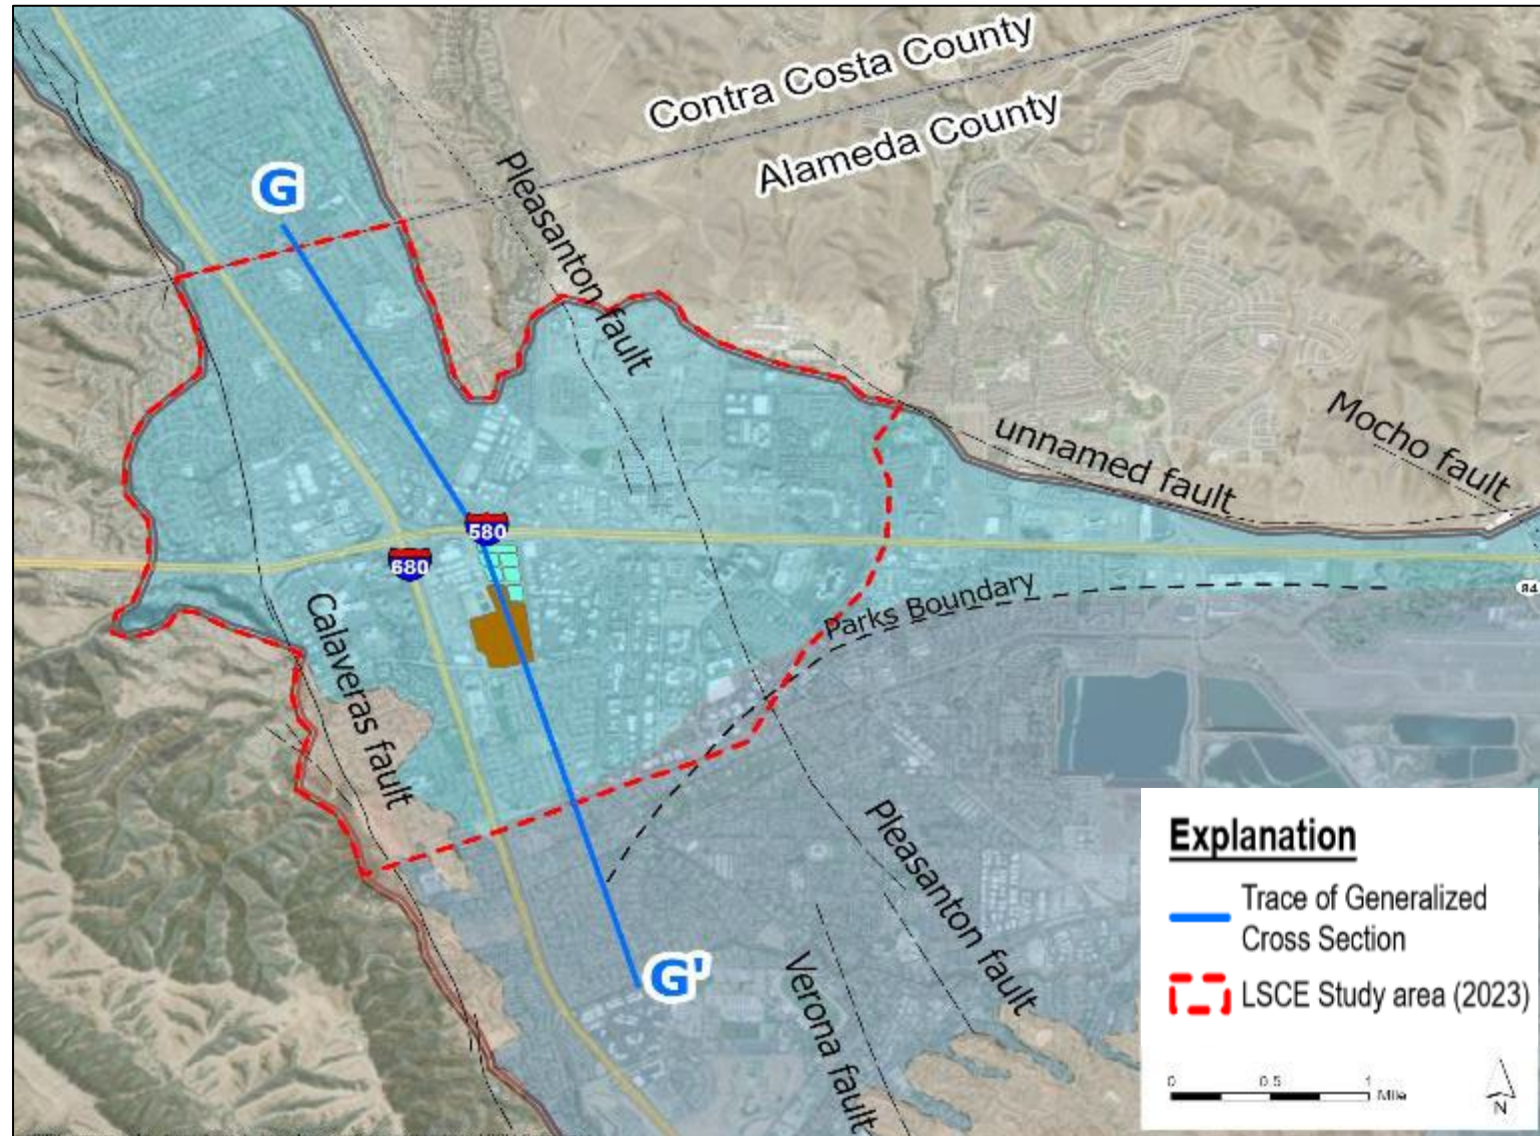 Contra Costa County
Alameda County
G
Pleasanton fault
Mocho fault
unnamed fault
580
680
84
Parks Boundary
Calaveras fault
Pleasanton fault
G'
Verona fault
Explanation
Trace of Generalized
Cross Section
LSCE Study area (2023)
0 0.5 1
Mile
N